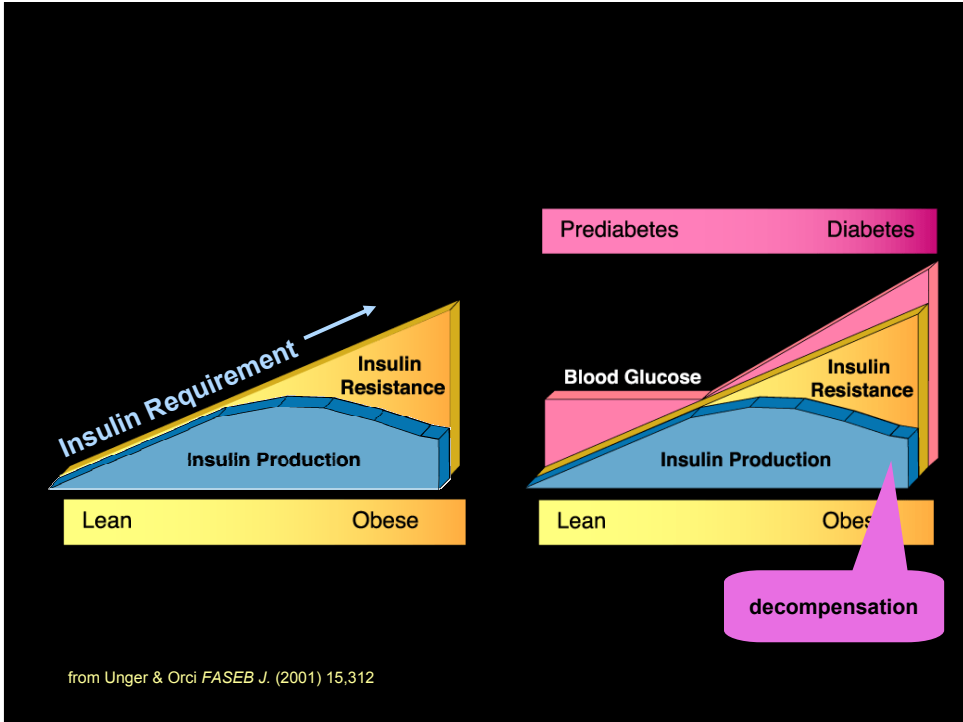 Insulin Requirement
Insulin
Resistance
Insulin Production
Lean Obese
Prediabetes Diabetes
Blood Glucose
Insulin
Resistance
Insulin Production
Lean Obes
decompensation
from Unger & Orci FASEB J. (2001) 15,312